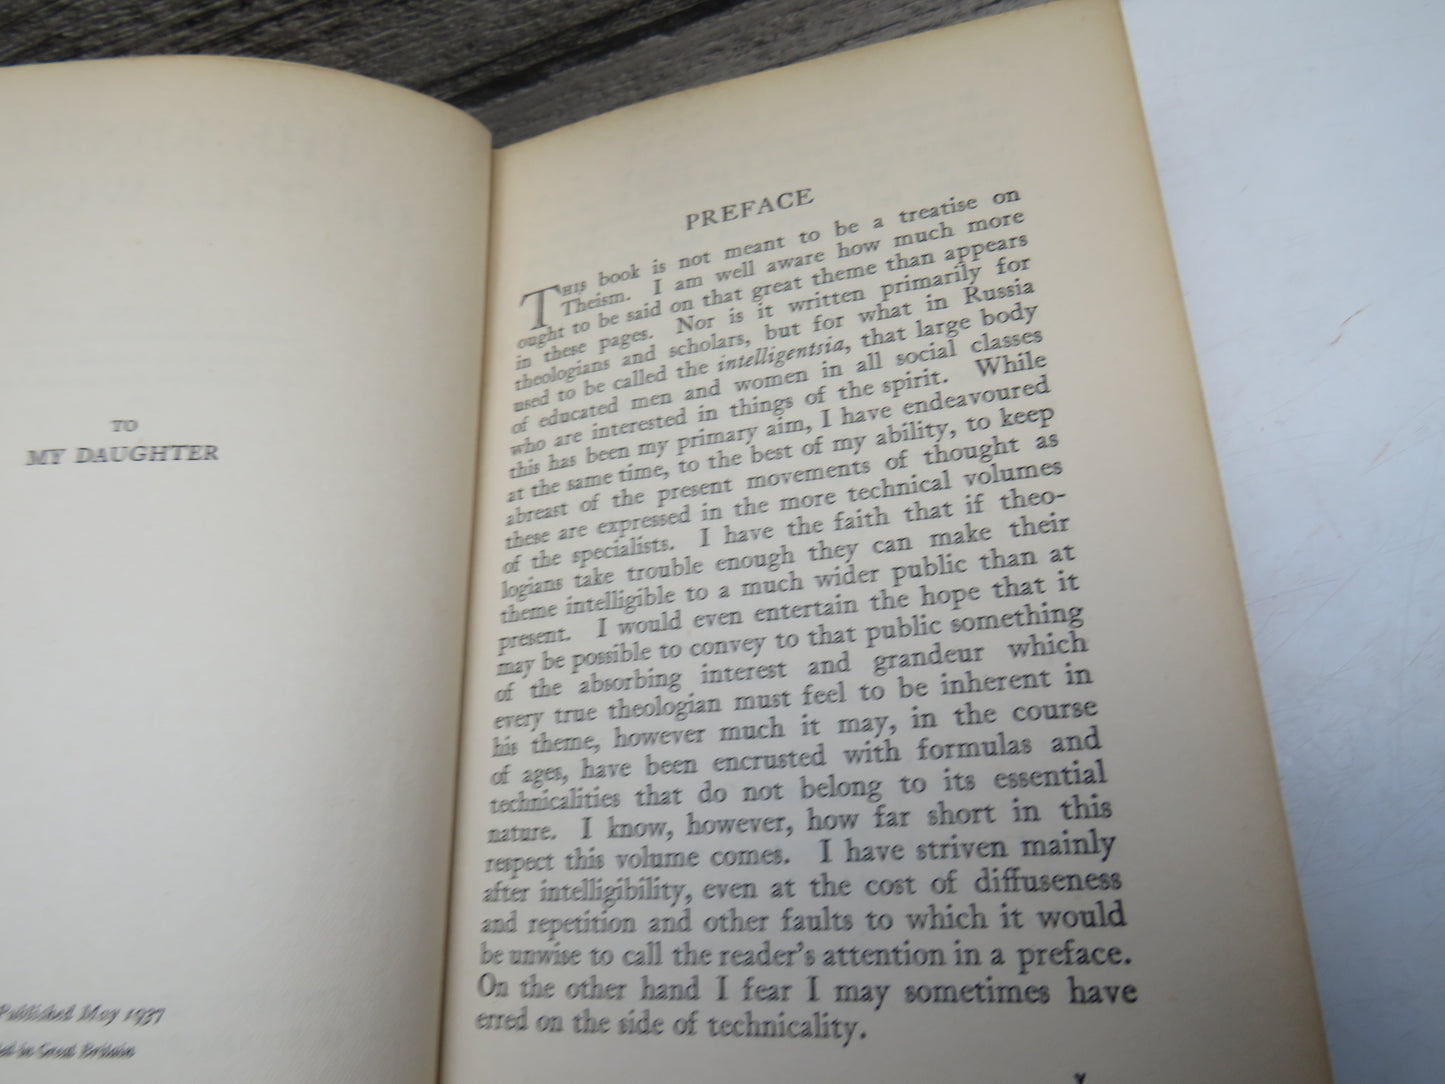 TO
MY DAUGHTER
Published May 1937
in Great Britain
PREFACE
THIS book is not meant to be a treatise on
Theism. I am well aware how much more
ought to be said on that great theme than appears
in these pages. Nor is it written primarily for
theologians and scholars, but for what in Russia
used to be called the intelligentsia, that large body
of educated men and women in all social classes
who are interested in things of the spirit. While
this has been my primary aim, I have endeavoured
at the same time, to the best of my ability, to keep
abreast of the present movements of thought as
these are expressed in the more technical volumes
of the specialists. I have the faith that if theo-
logians take trouble enough they can make their
theme intelligible to a much wider public than at
present. I would even entertain the hope that it
may be possible to convey to that public something
of the absorbing interest and grandeur which
every true theologian must feel to be inherent in
his theme, however much it may, in the course
of ages, have been encrusted with formulas and
technicalities that do not belong to its essential
nature. I know, however, how far short in this
respect this volume comes. I have striven mainly
after intelligibility, even at the cost of diffuseness
and repetition and other faults to which it would
be unwise to call the reader's attention in a preface.
On the other hand I fear I may sometimes have
erred on the side of technicality.